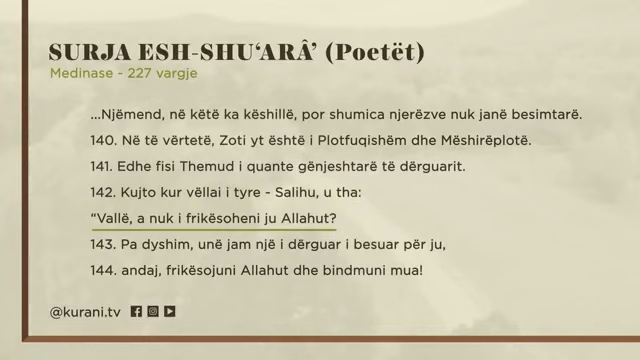 SURJA ESH-SHU‘ARÂ’ (Poetët)
Medinase - 227 vargje
...Njëmend, në këtë ka këshillë, por shumica njerëzve nuk janë besimtarë.
140. Në të vërtetë, Zoti yt është i Plotfuqishëm dhe Mëshirëplotë.
141. Edhe fisi Themud i quante gënjeshtarë të dërguarit.
142. Kujto kur vëllai i tyre - Salihu, u tha:
“Vallë, a nuk i frikësoheni ju Allahut?
143. Pa dyshim, unë jam një i dërguar i besuar për ju,
144. andaj, frikësojuni Allahut dhe bindmuni mua!
@kurani.tv